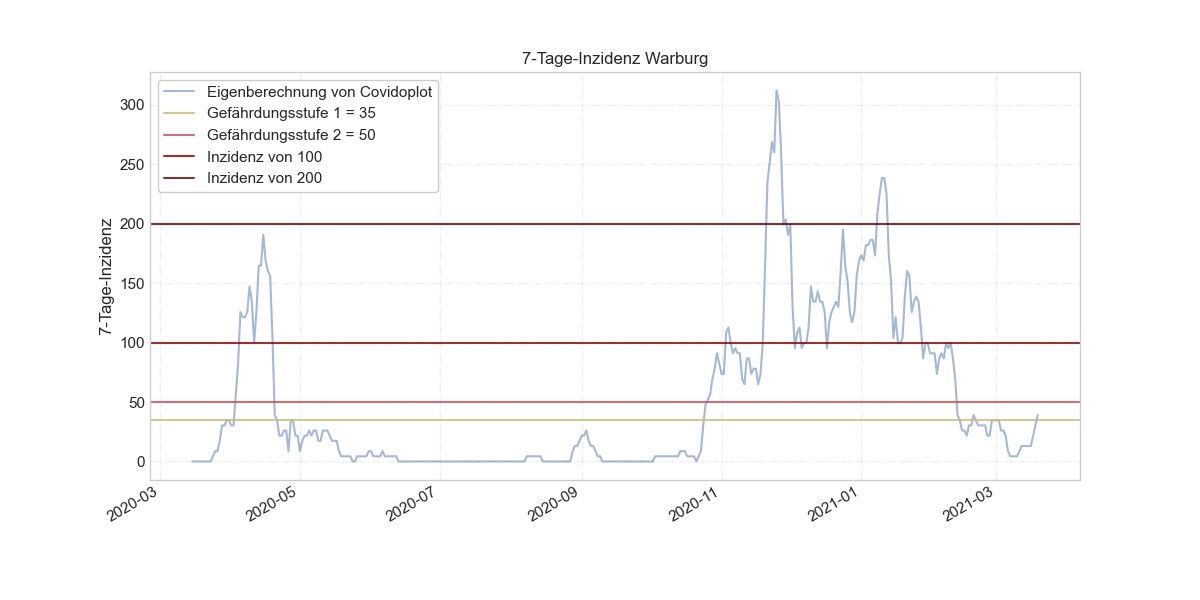 7-Tage-Inzidenz Warburg
Eigenberechnung von Covidoplot
Gefährdungsstufe 1 = 35
Gefährdungsstufe 2 = 50
Inzidenz von 100
Inzidenz von 200
7-Tage-Inzidenz
300
250
200
150
100
50
0
2020-03
2020-05
2020-07
2020-09
2020-11
2021-01
2021-03